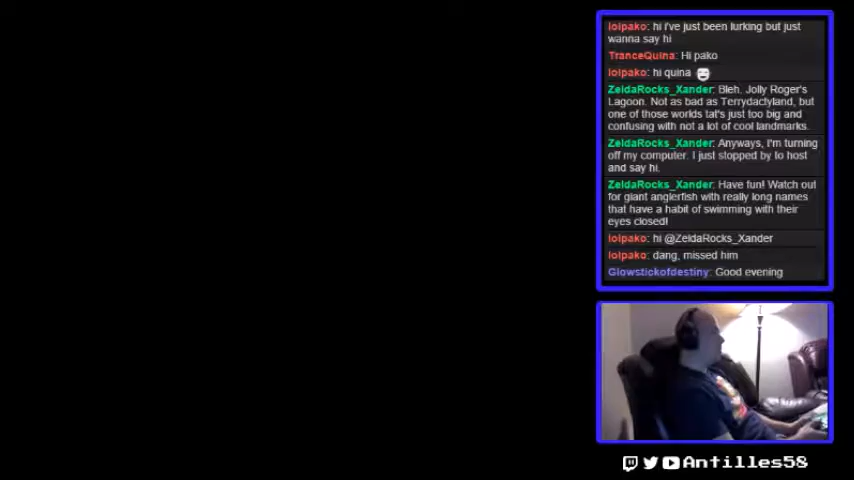 lolpako: hi i've just been lurking but just
wanna say hi
TranceQuina: Hi pako
lolpako: hi quina
ZeldaRocks_Xander: Bleh. Jolly Roger's
Lagoon. Not as bad as Terrydactyland, but
one of those worlds tat's just too big and
confusing with not a lot of cool landmarks.
ZeldaRocks_Xander: Anyways, I'm turning
off my computer. I just stopped by to host
and say hi.
ZeldaRocks_Xander: Have fun! Watch out
for giant anglerfish with really long names
that have a habit of swimming with their
eyes closed!
lolpako: hi @ZeldaRocks_Xander
lolpako: dang, missed him
Glowstickofdestiny: Good evening
Antilles58